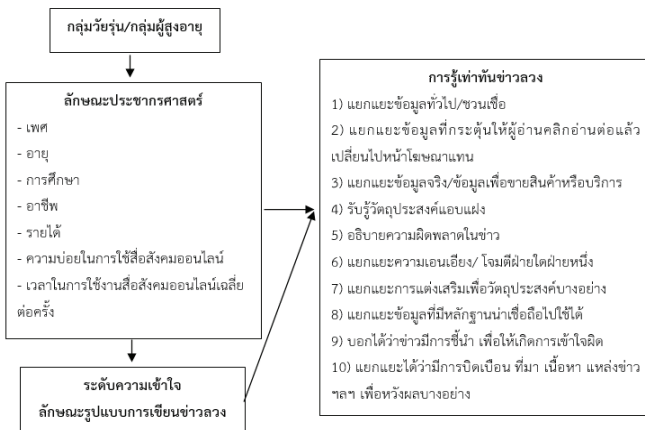 กลุ่มวัยรุ่น/กลุ่มผู้สูงอายุ
ลักษณะประชากรศาสตร์
- เพศ
- อายุ
- การศึกษา
- อาชีพ
- รายได้
- ความบ่อยในการใช้สื่อสังคมออนไลน์
- เวลาในการใช้งานสื่อสังคมออนไลน์เฉลี่ย
ต่อครั้ง
ระดับความเข้าใจ
ลักษณะรูปแบบการเขียนข่าวลวง
การรู้เท่าทันข่าวลวง
1) แยกแยะข้อมูลทั่วไป/ชวนเชื่อ
2) แยกแยะข้อมูลที่กระตุ้นให้ผู้อ่านคลิกอ่านต่อแล้ว
เปลี่ยนไปหน้าโฆษณาแทน
3) แยกแยะข้อมูลจริง/ข้อมูลเพื่อขายสินค้าหรือบริการ
4) รับรู้วัตถุประสงค์แอบแฝง
5) อธิบายความผิดพลาดในข่าว
6) แยกแยะความเอนเอียง/ โจมตีฝ่ายใดฝ่ายหนึ่ง
7) แยกแยะการแต่งเสริมเพื่อวัตถุประสงค์บางอย่าง
8) แยกแยะข้อมูลที่มีหลักฐานน่าเชื่อถือไปใช้ได้
9) บอกได้ว่าข่าวมีการชี้นำ เพื่อให้เกิดการเข้าใจผิด
10) แยกแยะได้ว่ามีการบิดเบือน ที่มา เนื้อหา แหล่งข่าว
ฯลฯ เพื่อหวังผลบางอย่าง